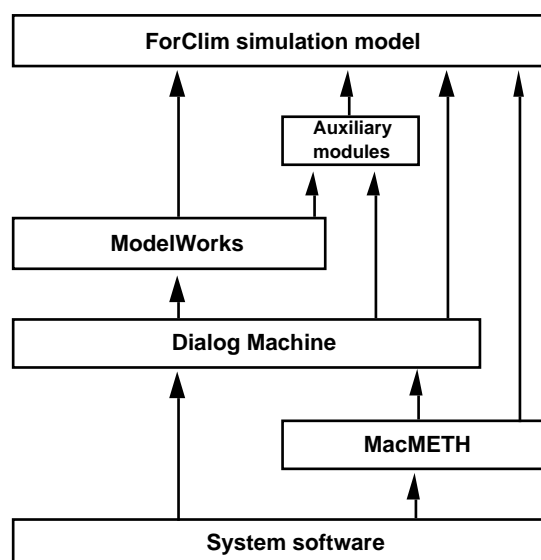 ForClim simulation model
Auxiliary
modules
ModelWorks
Dialog Machine
MacMETH
System software